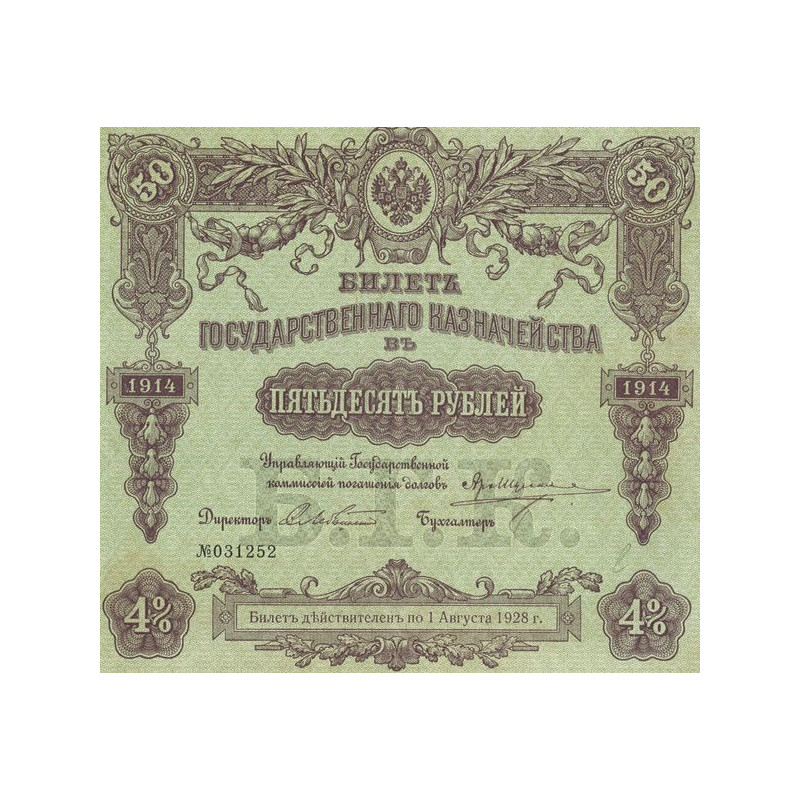 50 50
БИЛЕТЪ
ГОСУДАРСТВЕННАГО КАЗНАЧЕЙСТВА
ВЪ
1914 1914
ПЯТЬДЕСЯТЪ РУБЛЕЙ
Управляющій Государственной
коммиссіей погашенія долговъ
Директоръ Бухгалтеръ
№031252
Б.Г.К.
4% 4%
Билетъ дѣйствителенъ по 1 Августа 1928 г.